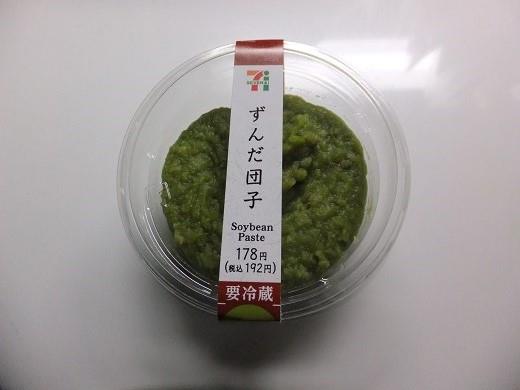 SEVEN&i
ずんだ団子
Soybean
Paste
178円
(税込192円)
要冷蔵